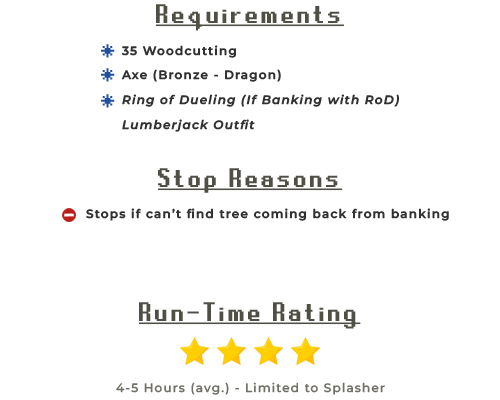 Requirements
35 Woodcutting
Axe (Bronze - Dragon)
Ring of Dueling (If Banking with RoD)
Lumberjack Outfit
Stop Reasons
Stops if can’t find tree coming back from banking
Run-Time Rating
4-5 Hours (avg.) - Limited to Splasher